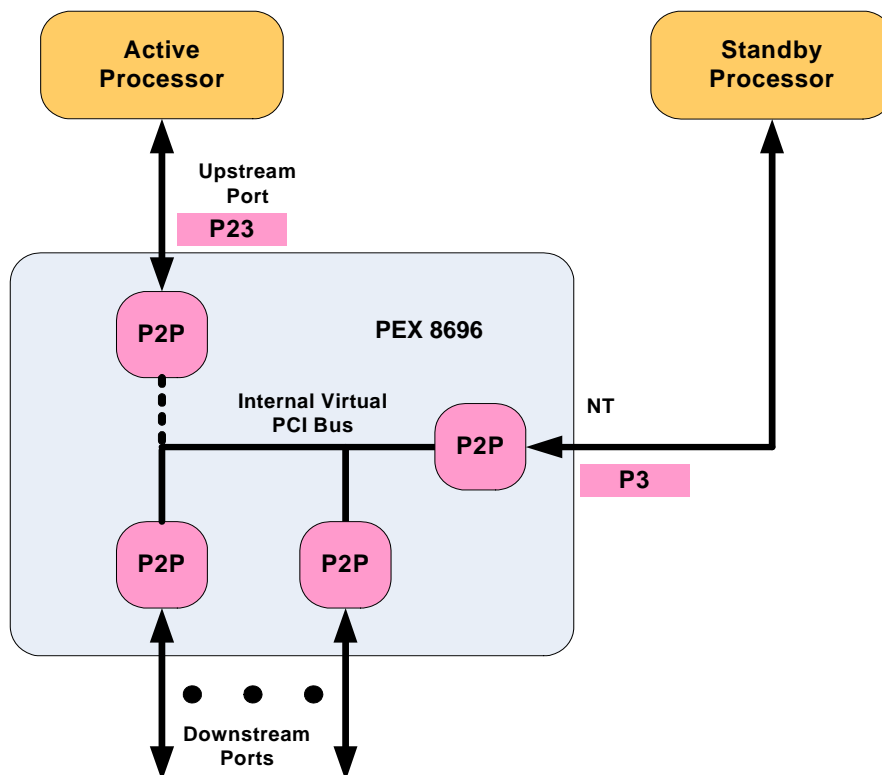 Active
Processor
Standby
Processor
Upstream
Port
P23
P2P
PEX 8696
Internal Virtual
PCI Bus
NT
P2P
P3
P2P
P2P
Downstream
Ports